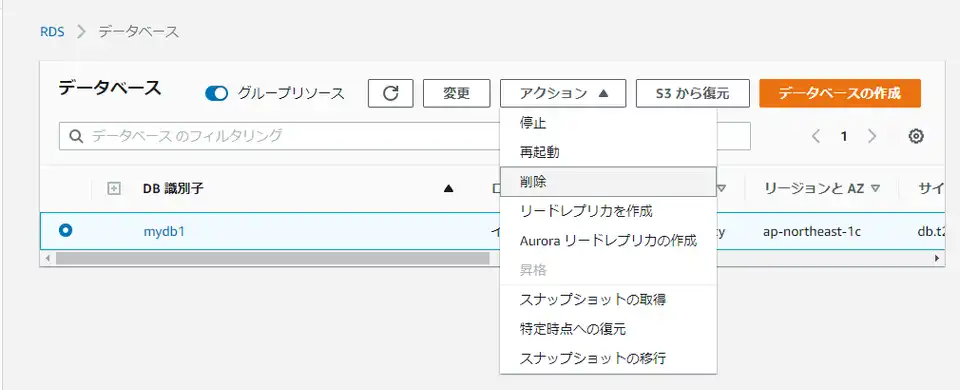 RDS > データベース
データベース グループリソース 変更 アクション ▲ S3 から復元 データベースの作成
データベース のフィルタリング < 1 >
DB 識別子 ▲ リージョンと AZ ▽ サイ
mydb1 ap-northeast-1c db.t2
停止
再起動
削除
リードレプリカを作成
Aurora リードレプリカの作成
昇格
スナップショットの取得
特定時点への復元
スナップショットの移行